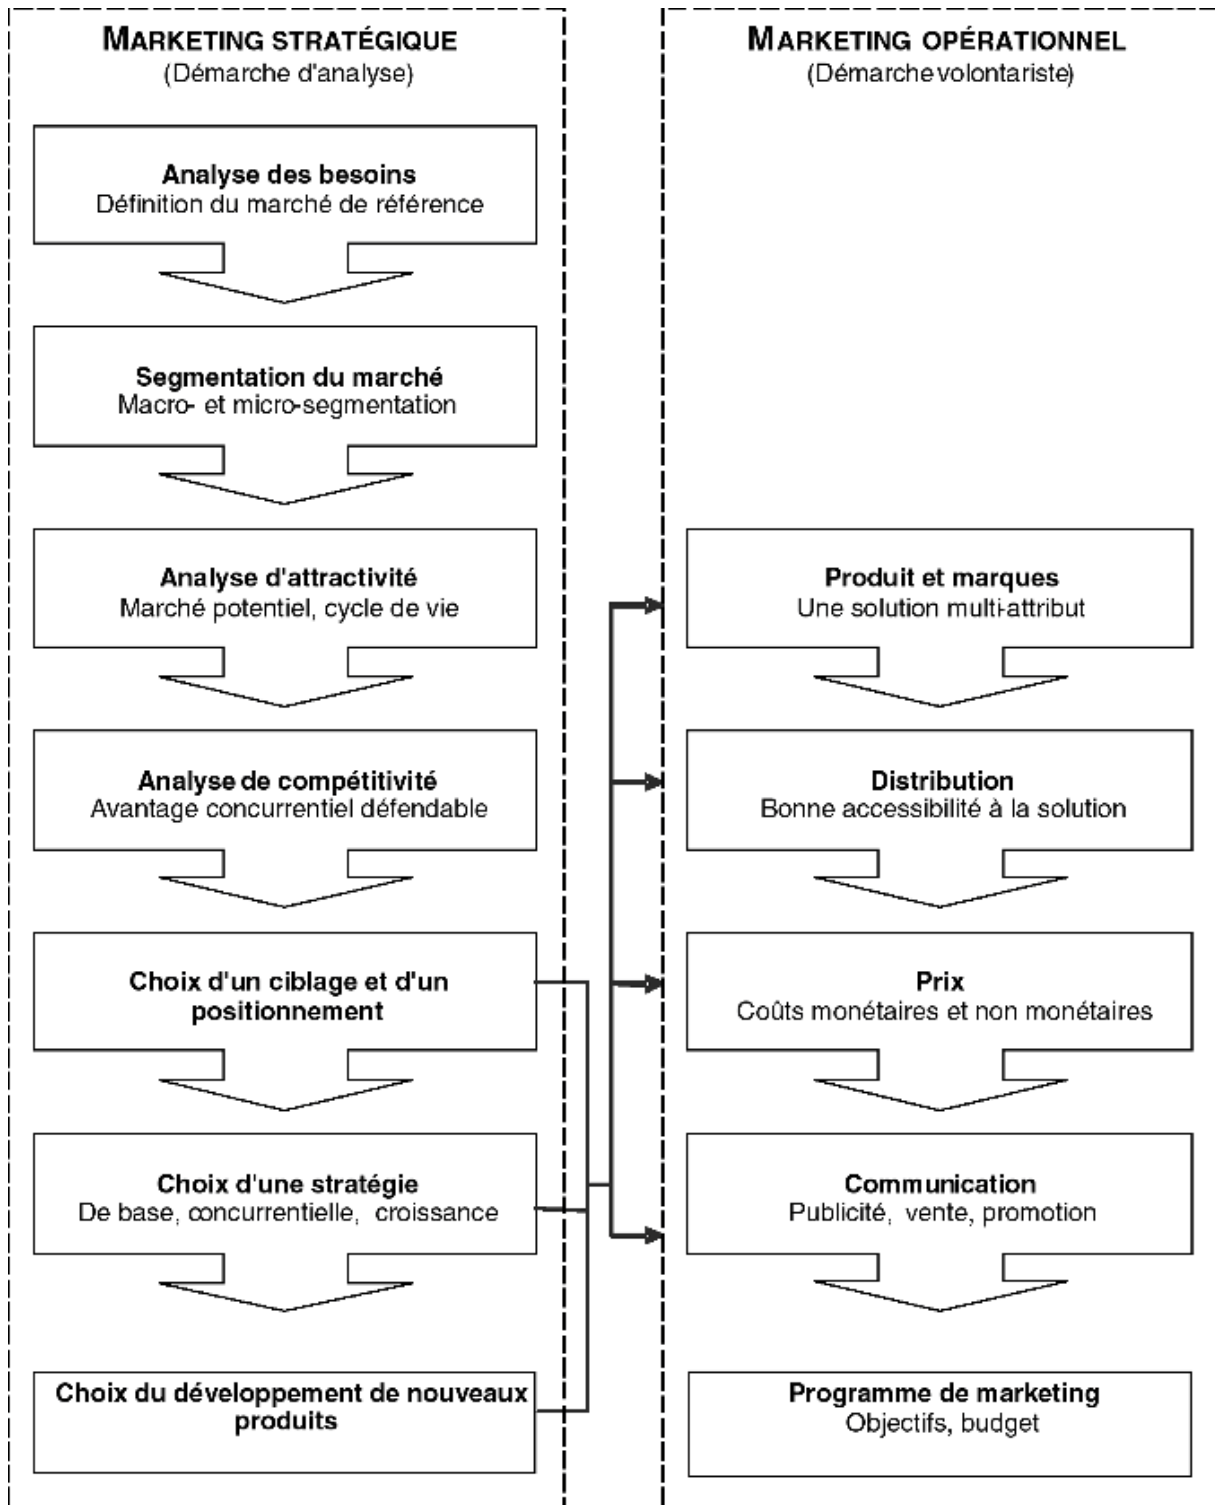 MARKETING STRATÉGIQUE
(Démarche d'analyse)
Analyse des besoins
Définition du marché de référence
Segmentation du marché
Macro- et micro-segmentation
Analyse d'attractivité
Marché potentiel, cycle de vie
Analyse de compétitivité
Avantage concurrentiel défendable
Choix d'un ciblage et d'un
positionnement
Choix d'une stratégie
De base, concurrentielle, croissance
Choix du développement de nouveaux
produits
MARKETING OPÉRATIONNEL
(Démarche volontariste)
Produit et marques
Une solution multi-attribut
Distribution
Bonne accessibilité à la solution
Prix
Coûts monétaires et non monétaires
Communication
Publicité, vente, promotion
Programme de marketing
Objectifs, budget